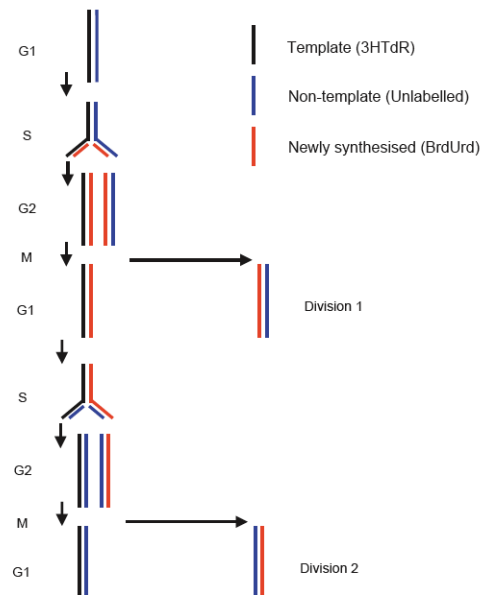 G1
Template (3HTdR)
Non-template (Unlabelled)
S
Newly synthesised (BrdUrd)
G2
M
G1
Division 1
S
G2
M
G1
Division 2